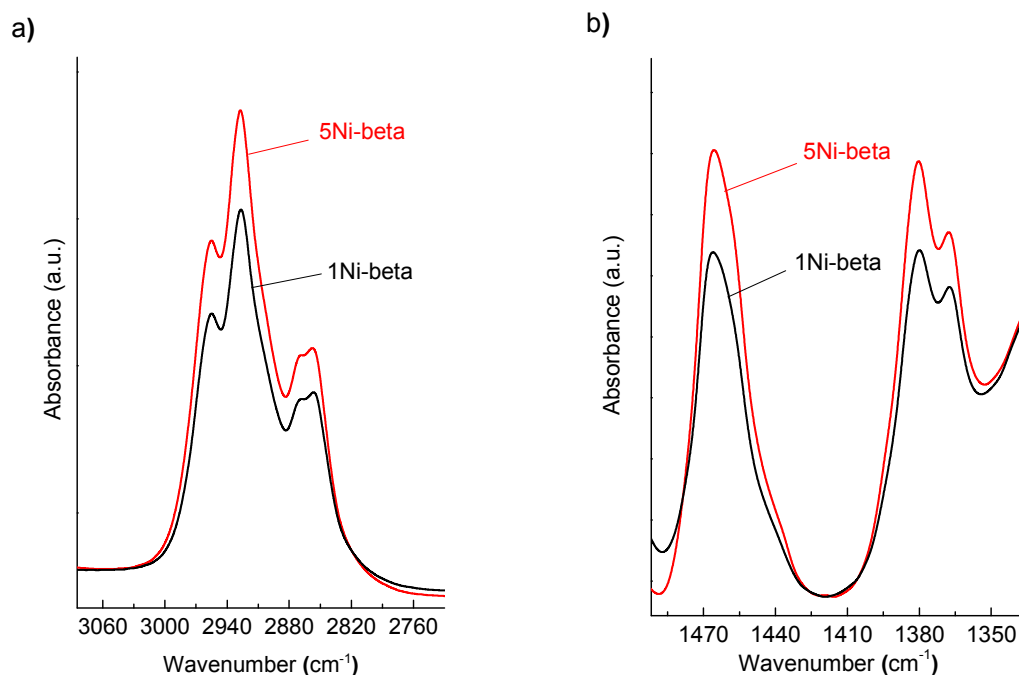 a)
5Ni-beta
1Ni-beta
Absorbance (a.u.)
3060 3000 2940 2880 2820 2760
Wavenumber (cm⁻¹)
b)
5Ni-beta
1Ni-beta
Absorbance (a.u.)
1470 1440 1410 1380 1350
Wavenumber (cm⁻¹)